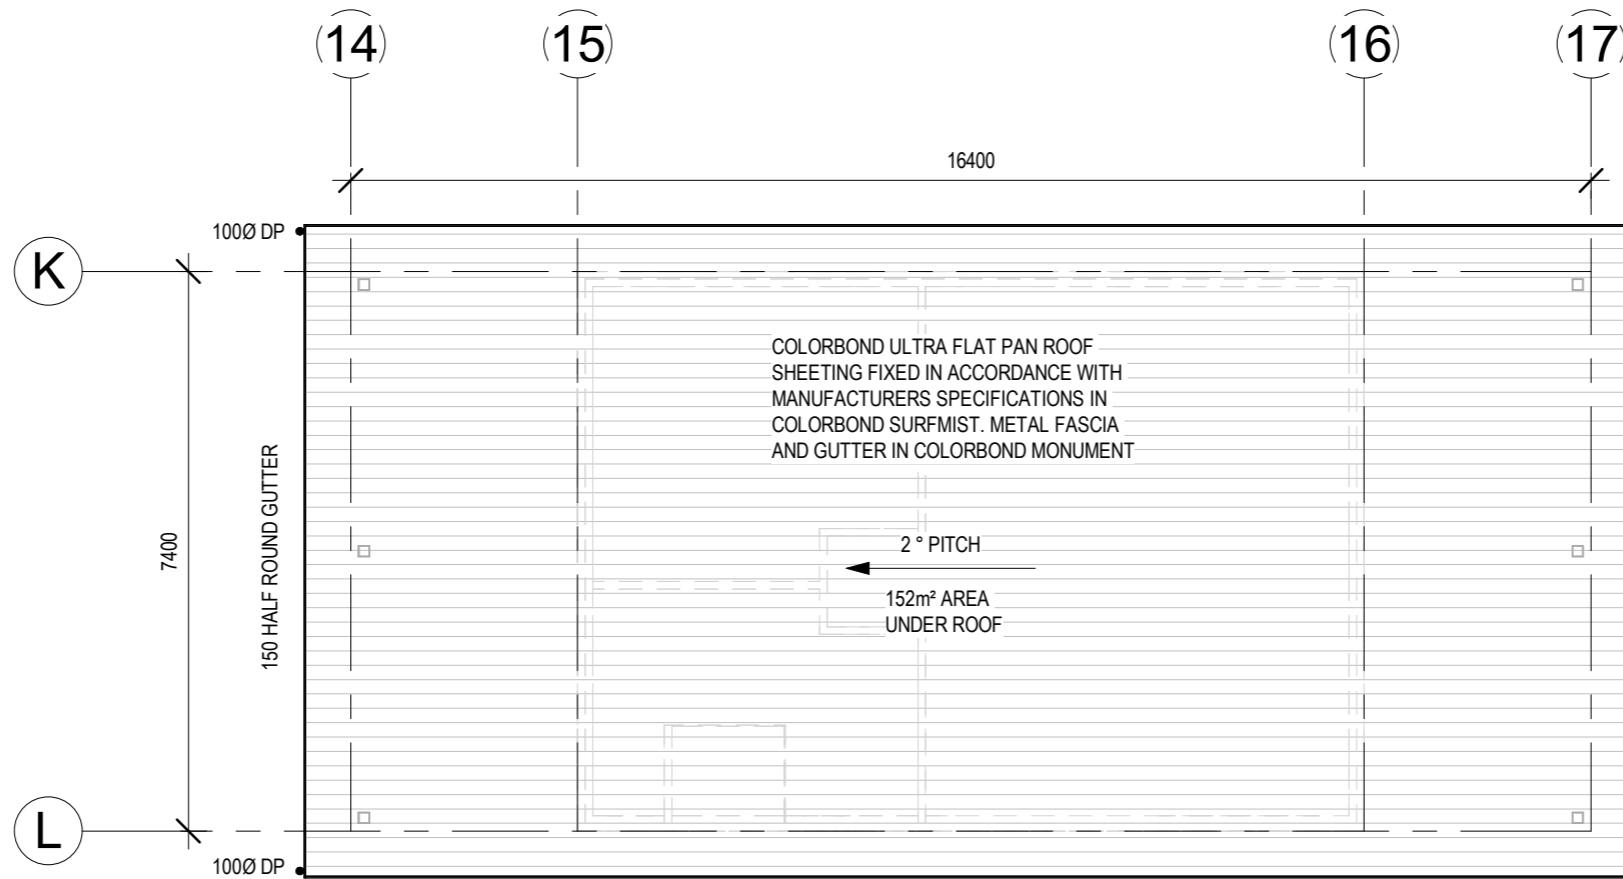 14
15
16
17
16400
100Ø DP
K
COLORBOND ULTRA FLAT PAN ROOF
SHEETING FIXED IN ACCORDANCE WITH
MANUFACTURERS SPECIFICATIONS IN
COLORBOND SURFMIST. METAL FASCIA
AND GUTTER IN COLORBOND MONUMENT
150 HALF ROUND GUTTER
7400
2 ° PITCH
152m² AREA
UNDER ROOF
L
100Ø DP